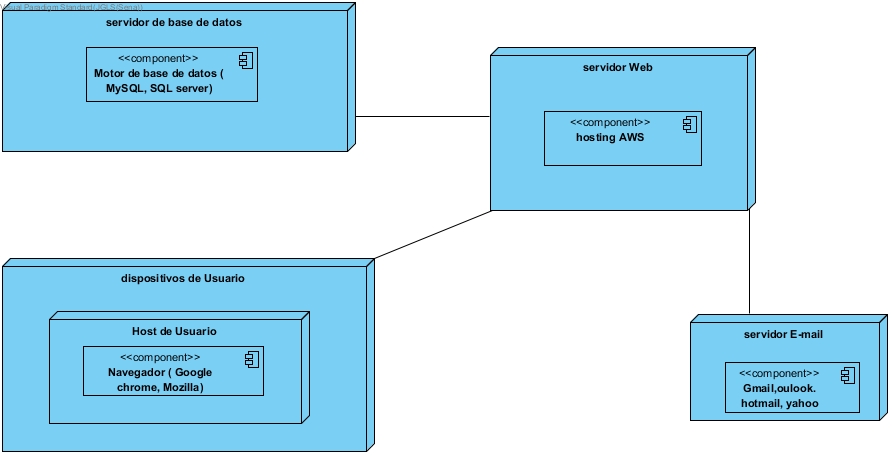 Visual Paradigm Standard(JGLS(Sena))
servidor de base de datos
<<component>>
Motor de base de datos (
MySQL, SQL server)
servidor Web
<<component>>
hosting AWS
dispositivos de Usuario
Host de Usuario
<<component>>
Navegador ( Google
chrome, Mozilla)
servidor E-mail
<<component>>
Gmail,oulook.
hotmail, yahoo